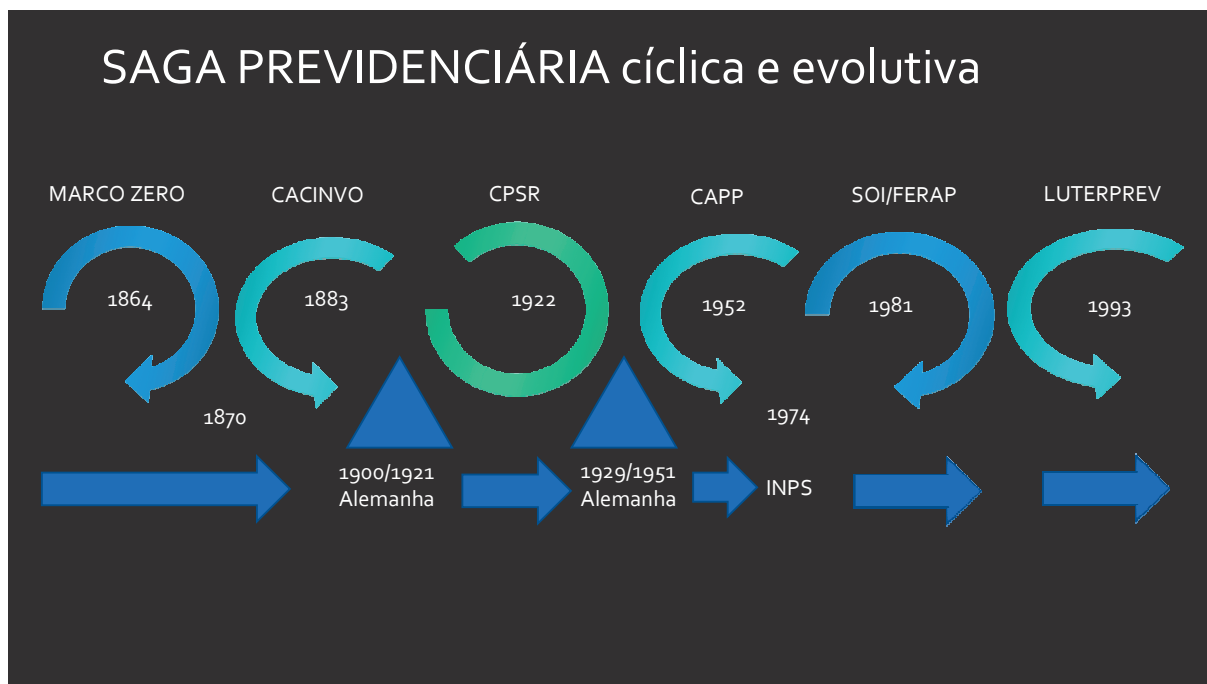 SAGA PREVIDENCIÁRIA cíclica e evolutiva
MARCO ZERO
CACINVO
CPSR
CAPP
SOI/FERAP
LUTERPREV
1864
1883
1922
1952
1981
1993
1870
1974
1900/1921
Alemanha
1929/1951
Alemanha
INPS